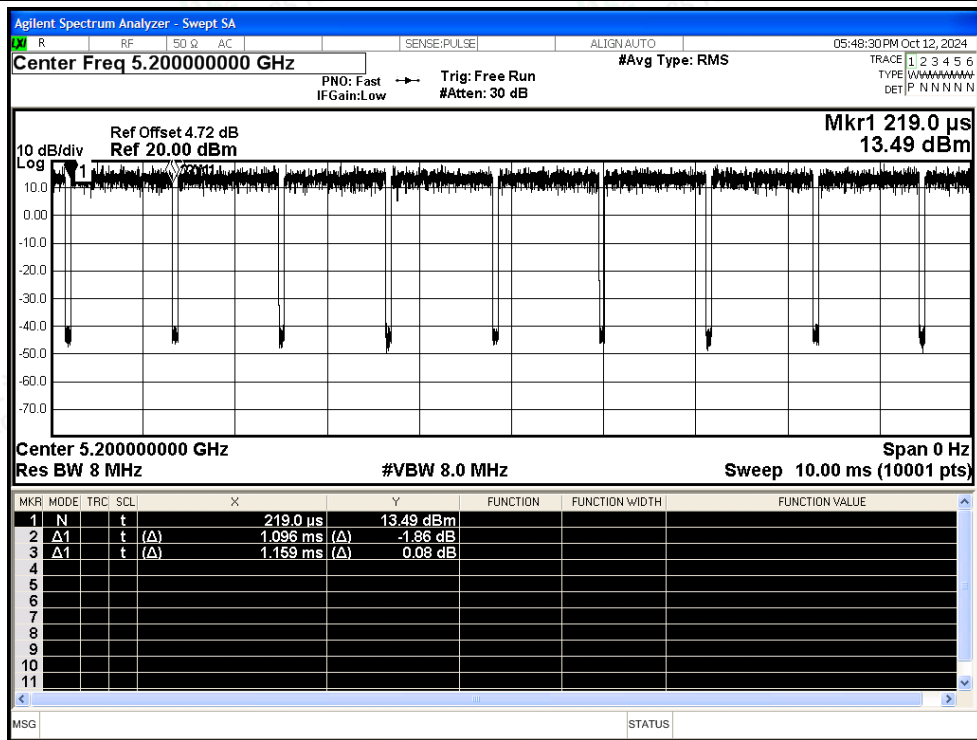 Agilent Spectrum Analyzer - Swept SA
LXI R RF 50 Ω AC SENSE:PULSE ALIGN AUTO 05:48:30 PM Oct 12, 2024
Center Freq 5.200000000 GHz
#Avg Type: RMS
TRACE 1 2 3 4 5 6
TYPE
DET P N N N N N
PNO: Fast
IFGain:Low
Trig: Free Run
#Atten: 30 dB
Mkr1 219.0 µs
13.49 dBm
Ref Offset 4.72 dB
10 dB/div Ref 20.00 dBm
Log
1
10.0
0.00
-10.0
-20.0
-30.0
-40.0
-50.0
-60.0
-70.0
Center 5.200000000 GHz Span 0 Hz
Res BW 8 MHz #VBW 8.0 MHz Sweep 10.00 ms (10001 pts)
MKR MODE TRC SCL X Y FUNCTION FUNCTION WIDTH FUNCTION VALUE
1 N t 219.0 µs 13.49 dBm
2 Δ1 t (Δ) 1.096 ms (Δ) -1.86 dB
3 Δ1 t (Δ) 1.159 ms (Δ) 0.08 dB
4
5
6
7
8
9
10
11
MSG STATUS